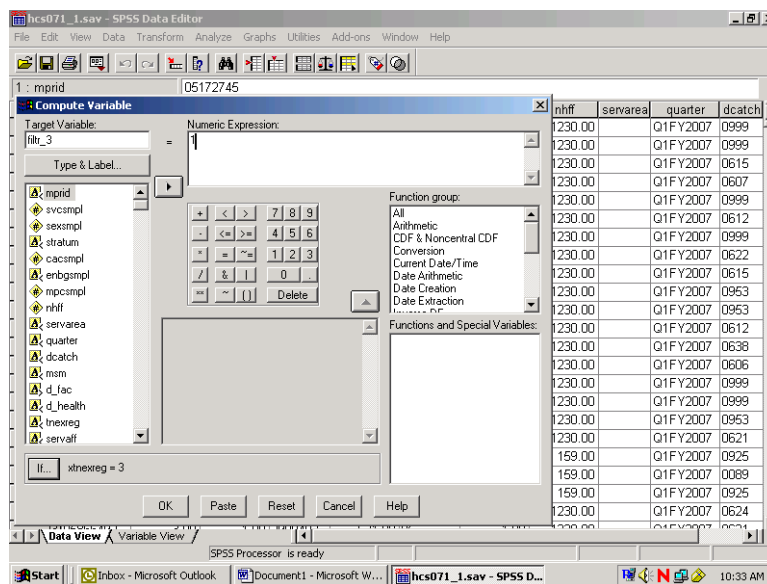 hcs071_1.sav - SPSS Data Editor
File Edit View Data Transform Analyze Graphs Utilities Add-ons Window Help
1 : mprid 05172745
Compute Variable
nhff servarea quarter dcatch
Target Variable:
Numeric Expression:
filtr_3
=
1
Type & Label...
mprid
svcsmpl
sexsmpl
stratum
cacsmpl
enbgsmpl
mpcsmpl
nhff
servarea
quarter
dcatch
msm
d_fac
d_health
tnexreg
servaff
+ < > 7 8 9
- <= >= 4 5 6
* = ~= 1 2 3
/ & | 0 .
** ~ () Delete
Function group:
All
Arithmetic
CDF & Noncentral CDF
Conversion
Current Date/Time
Date Arithmetic
Date Creation
Date Extraction
Inverse DF
Functions and Special Variables:
If... xtnexreg = 3
OK Paste Reset Cancel Help
1230.00 Q1FY2007 0999
1230.00 Q1FY2007 0999
1230.00 Q1FY2007 0615
1230.00 Q1FY2007 0607
1230.00 Q1FY2007 0999
1230.00 Q1FY2007 0612
1230.00 Q1FY2007 0999
1230.00 Q1FY2007 0622
1230.00 Q1FY2007 0615
1230.00 Q1FY2007 0953
1230.00 Q1FY2007 0953
1230.00 Q1FY2007 0612
1230.00 Q1FY2007 0638
1230.00 Q1FY2007 0606
1230.00 Q1FY2007 0999
1230.00 Q1FY2007 0999
1230.00 Q1FY2007 0953
1230.00 Q1FY2007 0621
159.00 Q1FY2007 0925
159.00 Q1FY2007 0089
159.00 Q1FY2007 0925
1230.00 Q1FY2007 0624
Data View Variable View
SPSS Processor is ready
Start Inbox - Microsoft Outlook Document1 - Microsoft W... hcs071_1.sav - SPSS D... 10:33 AM